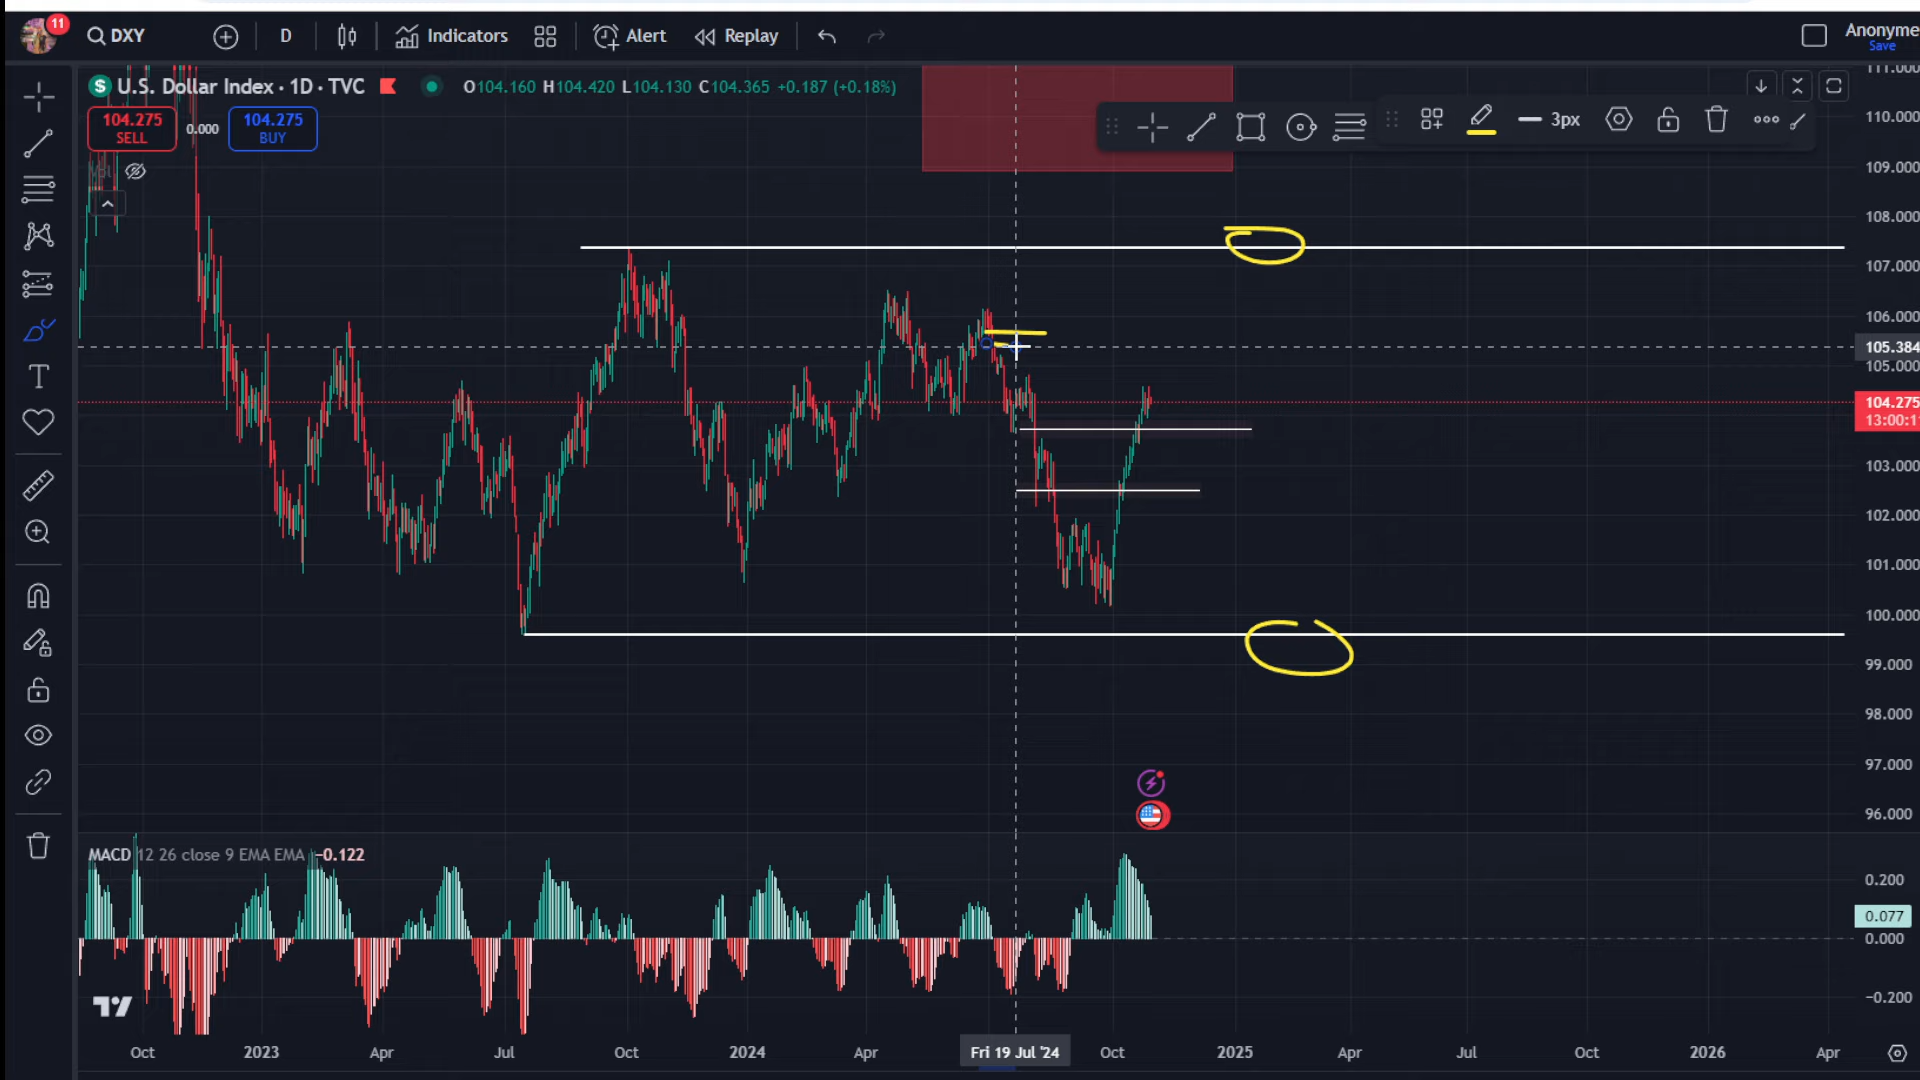 11
DXY
D
Indicators
Alert
Replay
Anonyme
Save
U.S. Dollar Index · 1D · TVC
O104.160 H104.420 L104.130 C104.365 +0.187 (+0.18%)
104.275
SELL
0.000
104.275
BUY
3px
T
111.000
110.000
109.000
108.000
107.000
106.000
105.384
105.000
104.275
13:00:1
103.000
102.000
101.000
100.000
99.000
98.000
97.000
96.000
MACD 12 26 close 9 EMA EMA −0.122
0.200
0.077
0.000
−0.200
Oct
2023
Apr
Jul
Oct
2024
Apr
Fri 19 Jul '24
Oct
2025
Apr
Jul
Oct
2026
Apr